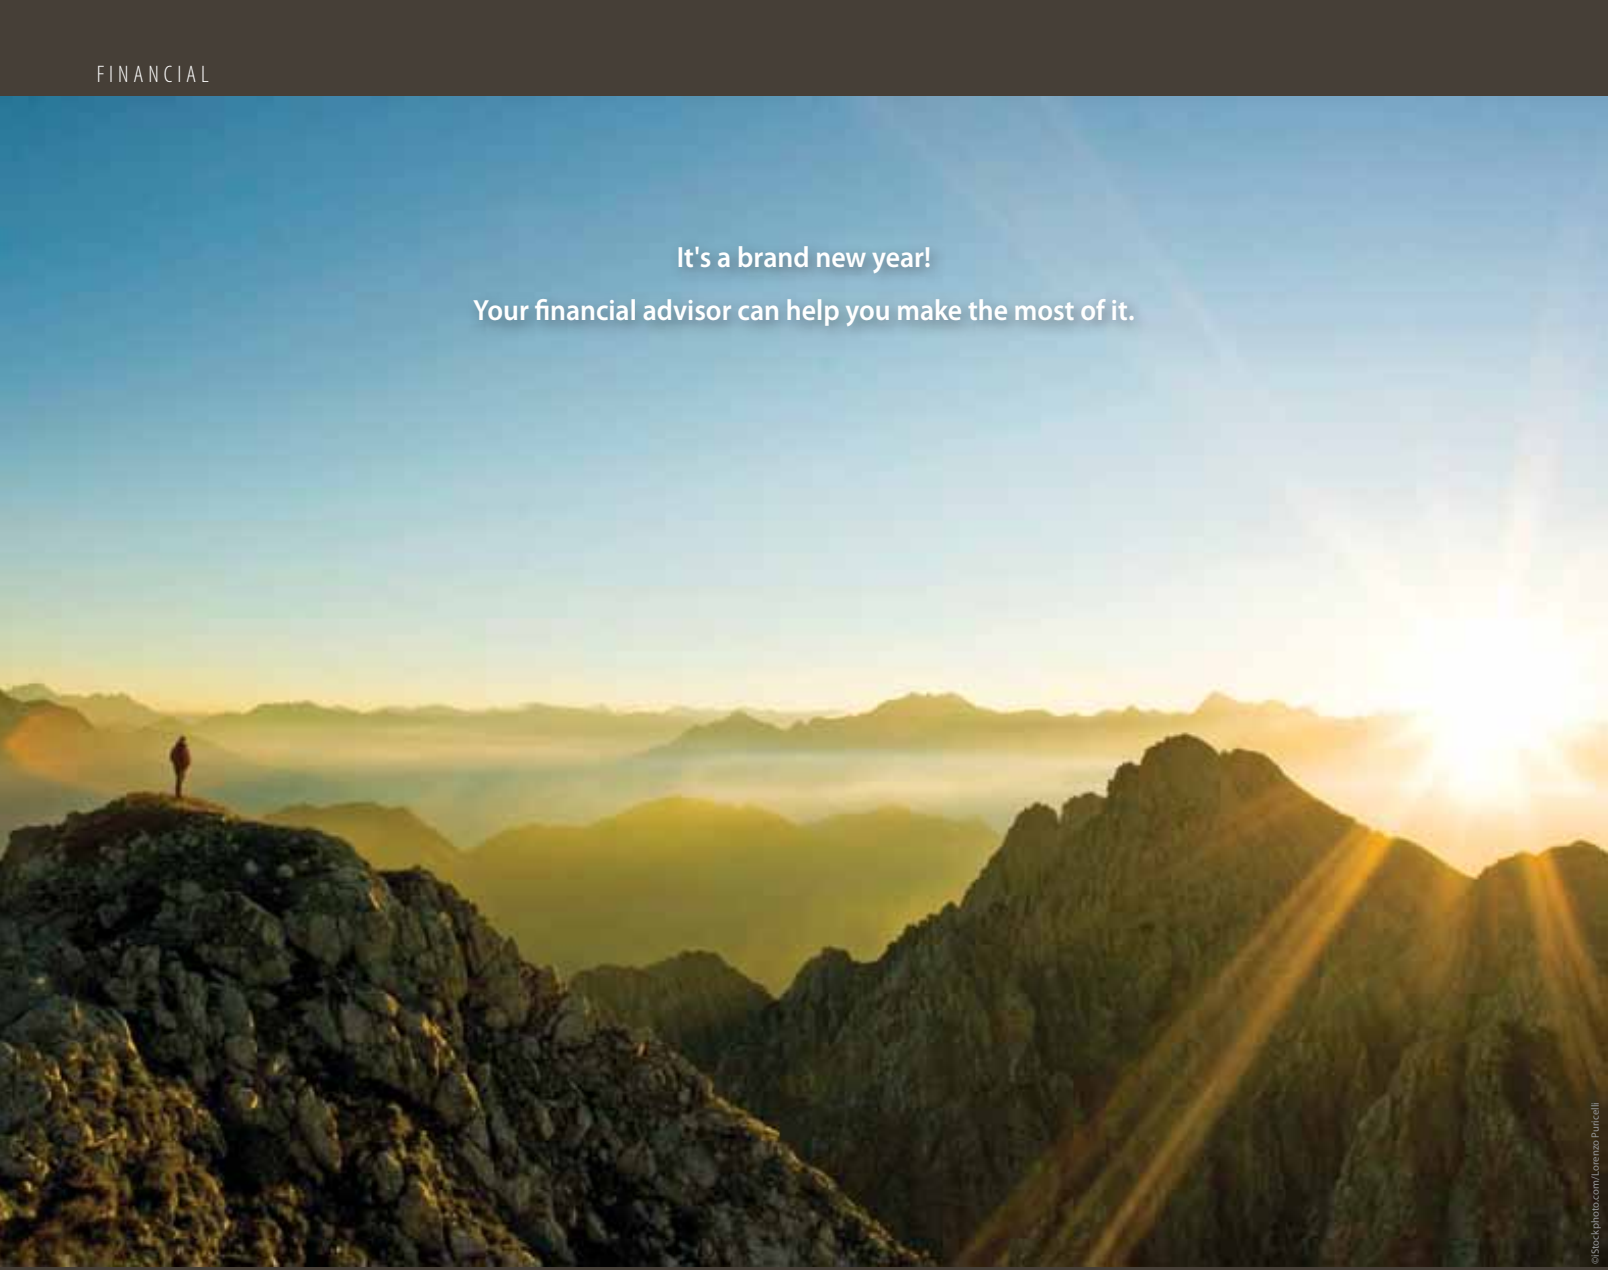 FINANCIAL
It's a brand new year!
Your financial advisor can help you make the most of it.
©iStockphoto.com/Lorenzo Puricelli